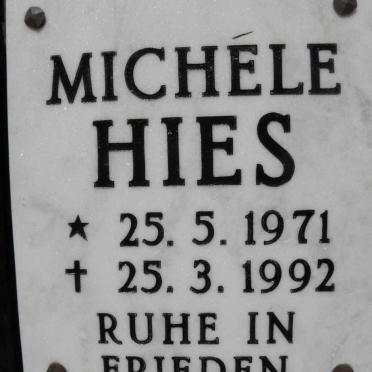 MICHÉLE
HIES
★ 25. 5. 1971
† 25. 3. 1992
RUHE IN
FRIEDEN